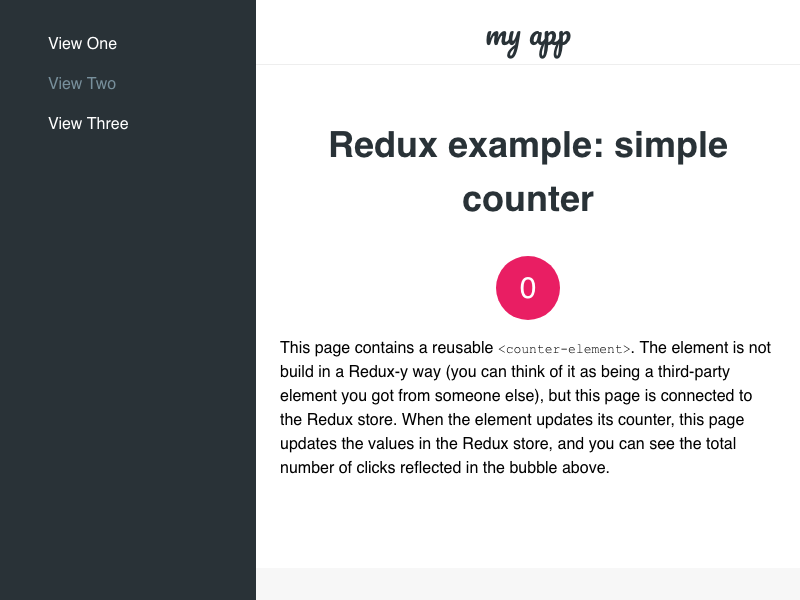 View One
View Two
View Three
my app
Redux example: simple
counter
0
This page contains a reusable <counter-element>. The element is not
build in a Redux-y way (you can think of it as being a third-party
element you got from someone else), but this page is connected to
the Redux store. When the element updates its counter, this page
updates the values in the Redux store, and you can see the total
number of clicks reflected in the bubble above.